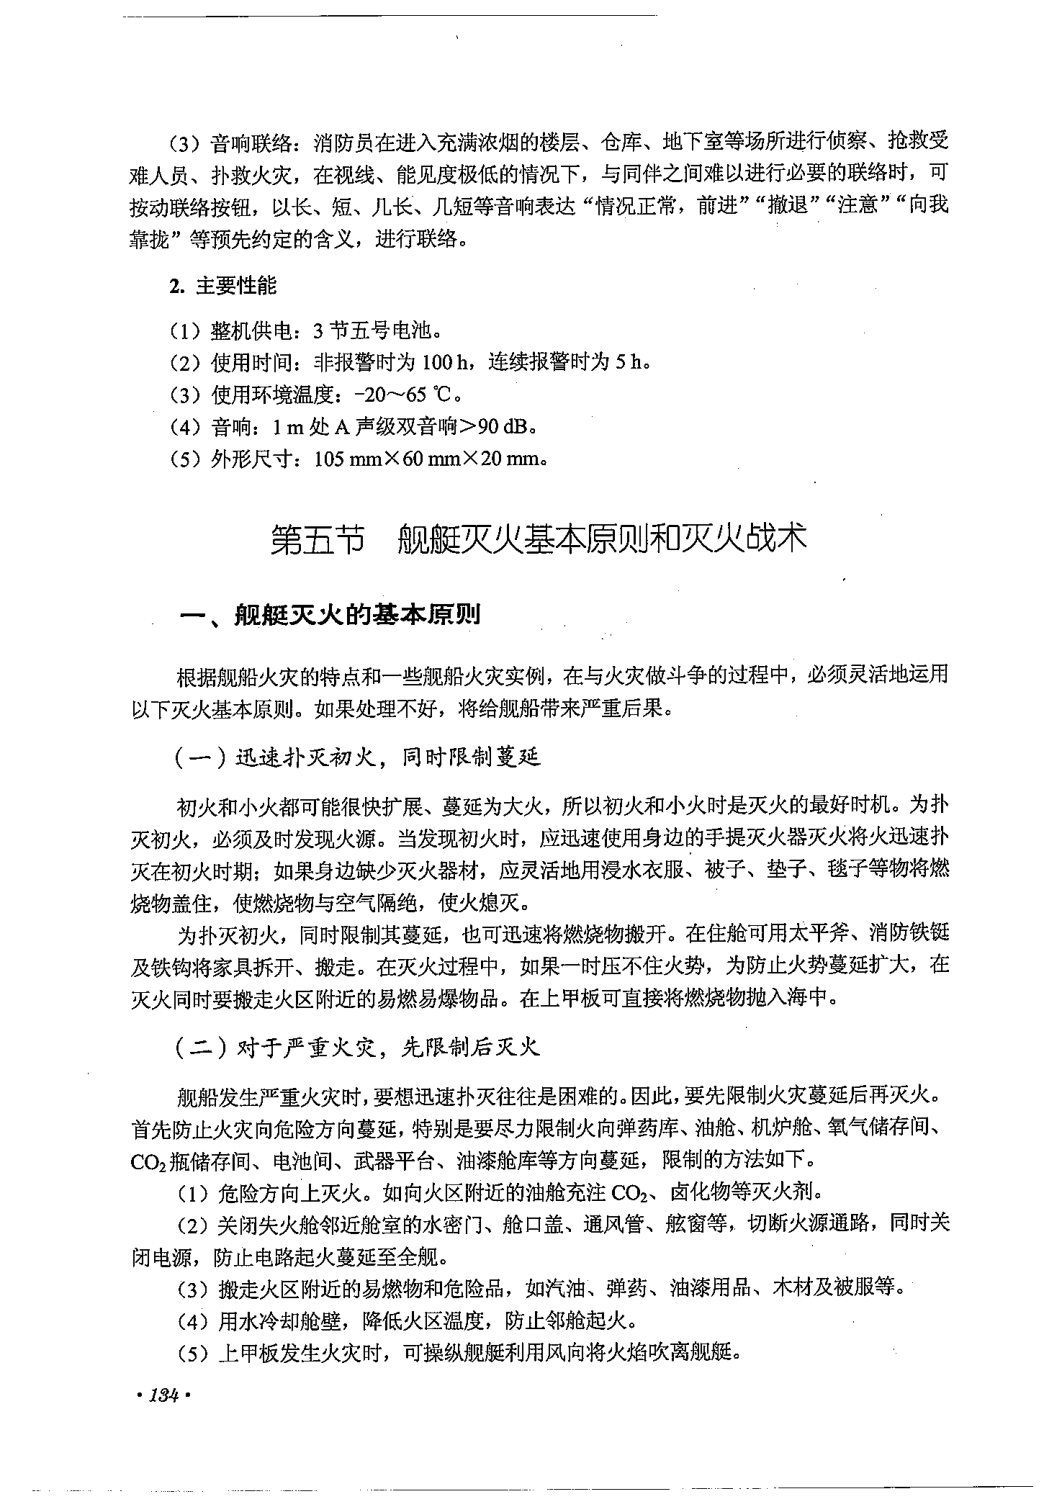 （3）音响联络：消防员在进入充满浓烟的楼层、仓库、地下室等场所进行侦察、抢救受
难人员、扑救火灾，在视线、能见度极低的情况下，与同伴之间难以进行必要的联络时，可
按动联络按钮，以长、短、几长、几短等音响表达“情况正常，前进”“撤退”“注意”“向我
靠拢”等预先约定的含义，进行联络。
2. 主要性能
（1）整机供电：3 节五号电池。
（2）使用时间：非报警时为 100 h，连续报警时为 5 h。
（3）使用环境温度：-20～65 ℃。
（4）音响：1 m 处 A 声级双音响＞90 dB。
（5）外形尺寸：105 mm×60 mm×20 mm。
第五节　舰艇灭火基本原则和灭火战术
一、舰艇灭火的基本原则
根据舰船火灾的特点和一些舰船火灾实例，在与火灾做斗争的过程中，必须灵活地运用
以下灭火基本原则。如果处理不好，将给舰船带来严重后果。
（一）迅速扑灭初火，同时限制蔓延
初火和小火都可能很快扩展、蔓延为大火，所以初火和小火时是灭火的最好时机。为扑
灭初火，必须及时发现火源。当发现初火时，应迅速使用身边的手提灭火器灭火将火迅速扑
灭在初火时期；如果身边缺少灭火器材，应灵活地用浸水衣服、被子、垫子、毯子等物将燃
烧物盖住，使燃烧物与空气隔绝，使火熄灭。
为扑灭初火，同时限制其蔓延，也可迅速将燃烧物搬开。在住舱可用太平斧、消防铁铤
及铁钩将家具拆开、搬走。在灭火过程中，如果一时压不住火势，为防止火势蔓延扩大，在
灭火同时要搬走火区附近的易燃易爆物品。在上甲板可直接将燃烧物抛入海中。
（二）对于严重火灾，先限制后灭火
舰船发生严重火灾时，要想迅速扑灭往往是困难的。因此，要先限制火灾蔓延后再灭火。
首先防止火灾向危险方向蔓延，特别是要尽力限制火向弹药库、油舱、机炉舱、氧气储存间、
CO₂瓶储存间、电池间、武器平台、油漆舱库等方向蔓延，限制的方法如下。
（1）危险方向上灭火。如向火区附近的油舱充注 CO₂、卤化物等灭火剂。
（2）关闭失火舱邻近舱室的水密门、舱口盖、通风管、舷窗等，切断火源通路，同时关
闭电源，防止电路起火蔓延至全舰。
（3）搬走火区附近的易燃物和危险品，如汽油、弹药、油漆用品、木材及被服等。
（4）用水冷却舱壁，降低火区温度，防止邻舱起火。
（5）上甲板发生火灾时，可操纵舰艇利用风向将火焰吹离舰艇。
·134·